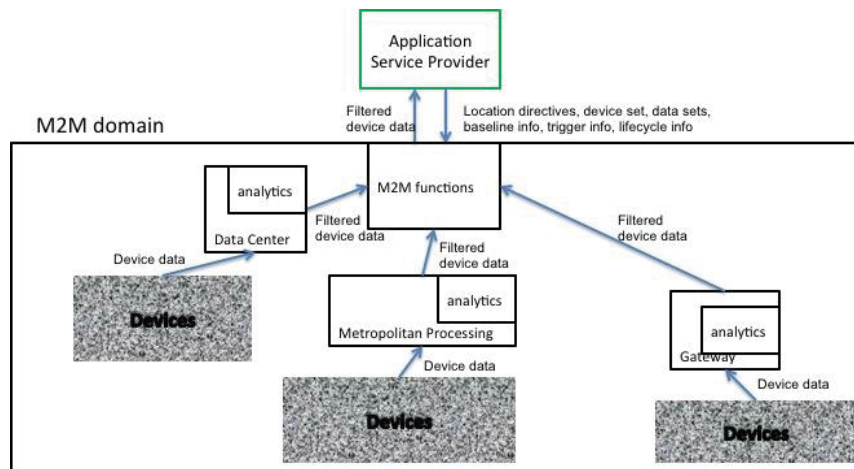 Application
Service Provider
Filtered
device data
Location directives, device set, data sets,
baseline info, trigger info, lifecycle info
M2M domain
analytics
Data Center
M2M functions
Filtered
device data
Filtered
device data
Filtered
device data
Device data
Devices
analytics
Metropolitan Processing
analytics
Gateway
Device data
Devices
Device data
Devices